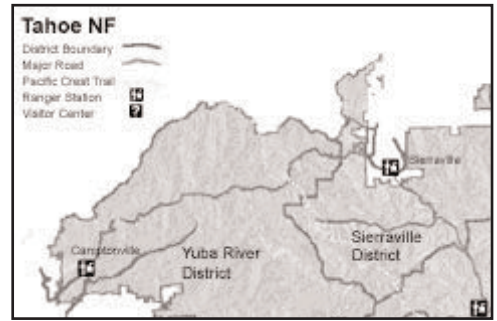 Tahoe NF
District Boundary
Major Road
Pacific Crest Trail
Ranger Station
Visitor Center
?
Sierraville
Camptonville
Yuba River
District
Sierraville
District